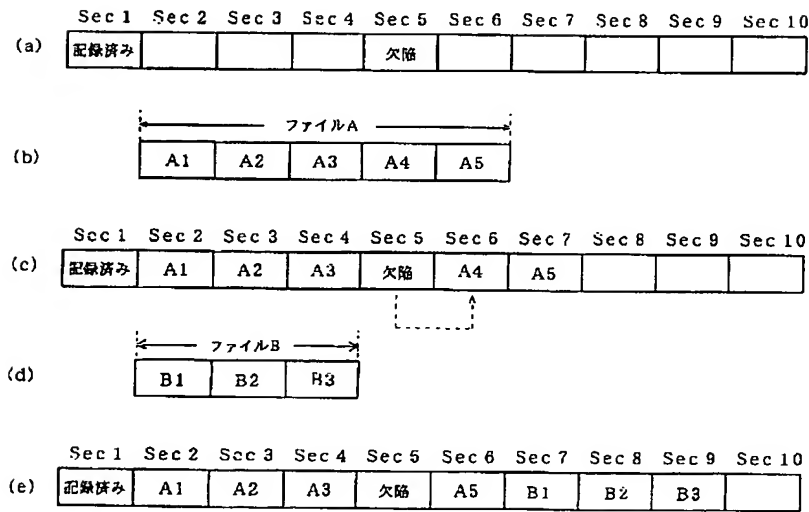 Sec 1 Sec 2 Sec 3 Sec 4 Sec 5 Sec 6 Sec 7 Sec 8 Sec 9 Sec 10
(a) 記録済み 欠陥
ファイルA
(b) A1 A2 A3 A4 A5
Sec 1 Sec 2 Sec 3 Sec 4 Sec 5 Sec 6 Sec 7 Sec 8 Sec 9 Sec 10
(c) 記録済み A1 A2 A3 欠陥 A4 A5
ファイルB
(d) B1 B2 B3
Sec 1 Sec 2 Sec 3 Sec 4 Sec 5 Sec 6 Sec 7 Sec 8 Sec 9 Sec 10
(e) 記録済み A1 A2 A3 欠陥 A5 B1 B2 B3